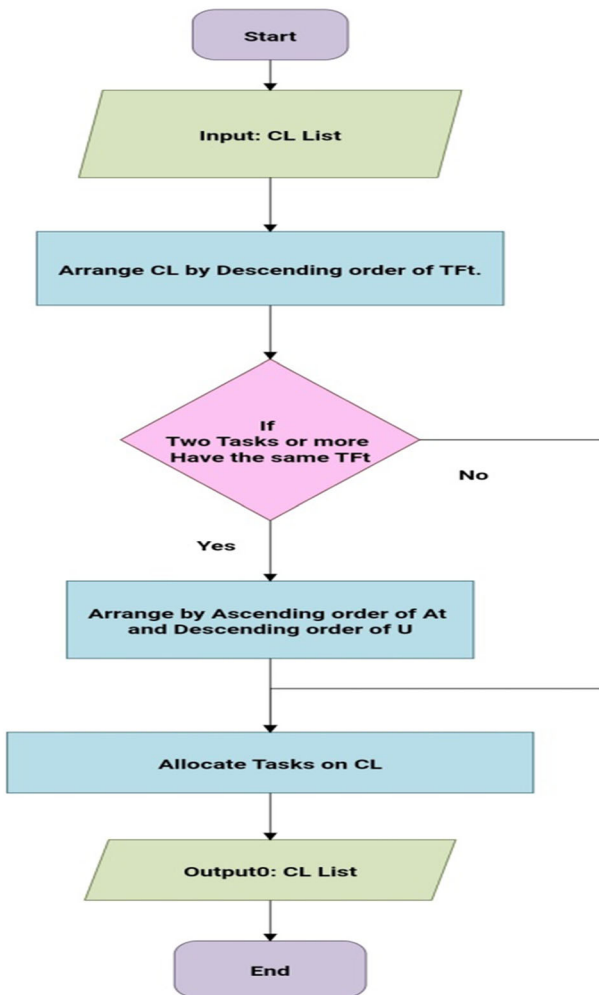 Start
Input: CL List
Arrange CL by Descending order of TFt.
If
Two Tasks or more
Have the same TFt
No
Yes
Arrange by Ascending order of At
and Descending order of U
Allocate Tasks on CL
Output0: CL List
End